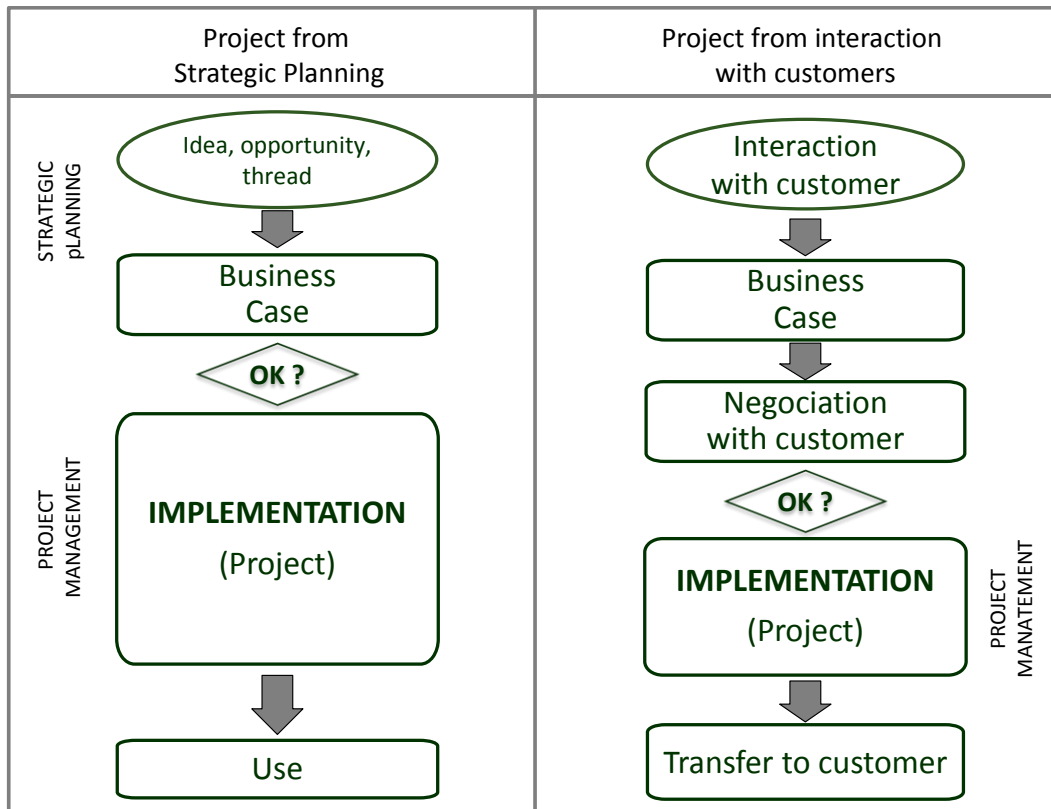 Project from
Strategic Planning
Project from interaction
with customers
STRATEGIC
pLANNING
Idea, opportunity,
thread
Business
Case
OK ?
PROJECT
MANAGEMENT
IMPLEMENTATION
(Project)
Use
Interaction
with customer
Business
Case
Negociation
with customer
OK ?
IMPLEMENTATION
(Project)
PROJECT
MANATEMENT
Transfer to customer